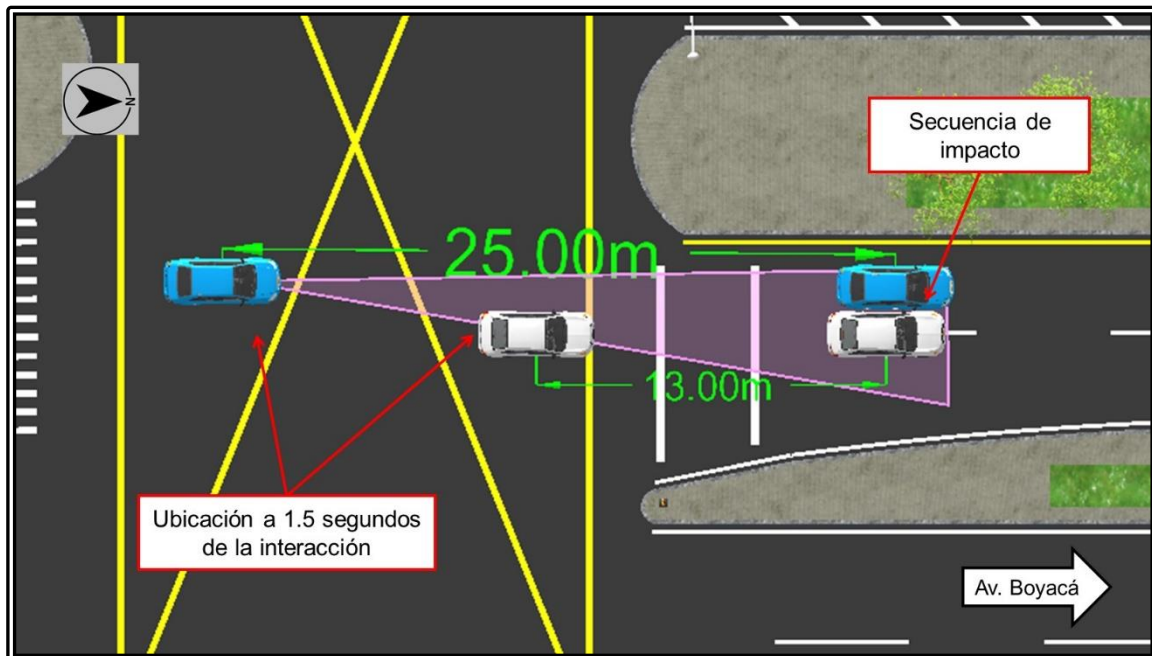 N
Secuencia de
impacto
25.00m
13.00m
Ubicación a 1.5 segundos
de la interacción
Av. Boyacá